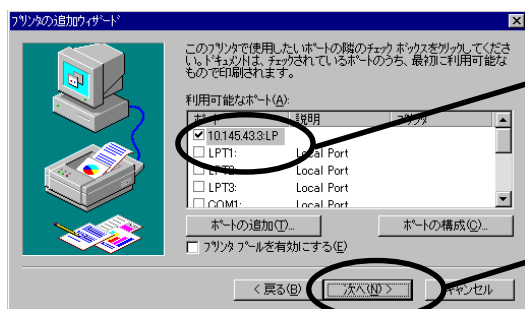 プリンタの追加ウィザード
このプリンタで使用したいポートの隣のチェック ボックスをクリックしてくださ
い。ドキュメントは、チェックされているポートのうち、最初に利用可能な
もので印刷されます。
利用可能なポート(A):
ポート 説明 プリンタ
10.145.43.3:LP
LPT1: Local Port
LPT2: Local Port
LPT3: Local Port
COM1: Local Port
ポートの追加(T)... ポートの構成(C)...
プリンタ プールを有効にする(E)
< 戻る(B) 次へ(N) > キャンセル